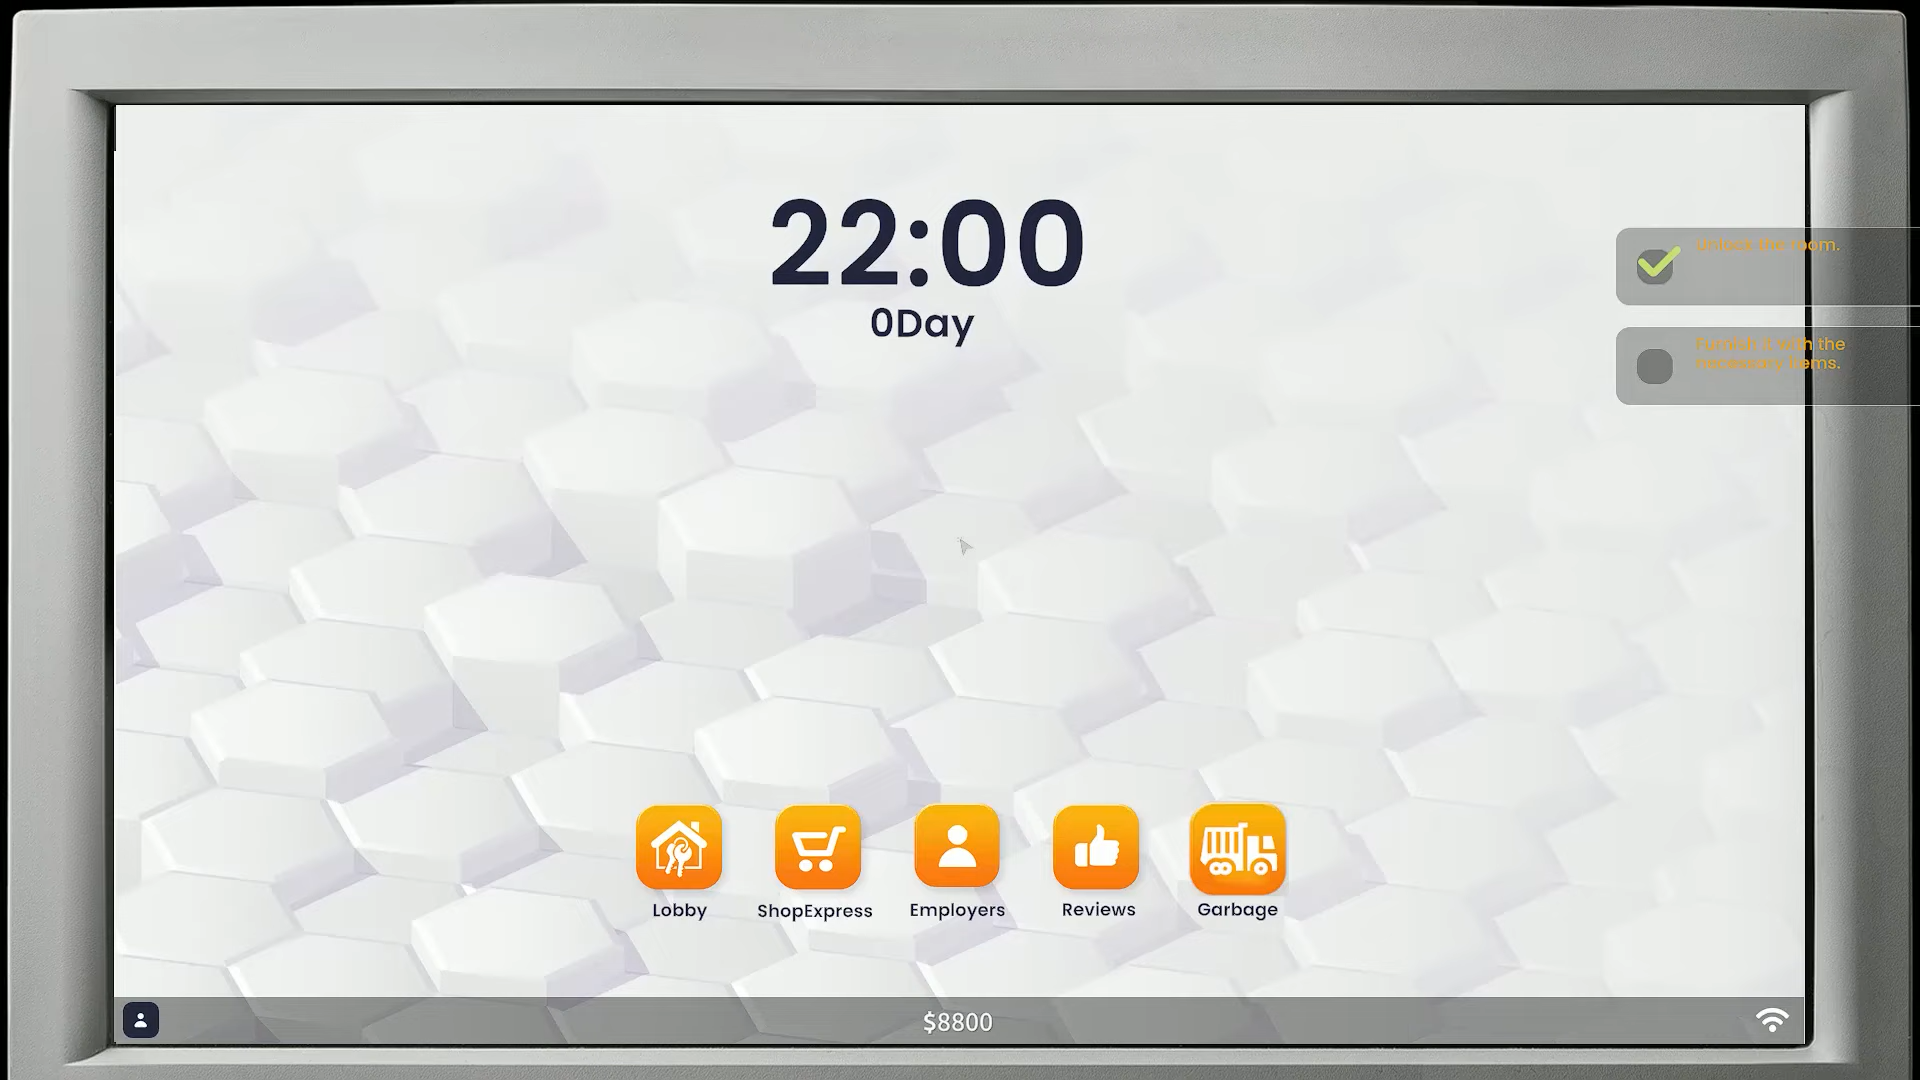 22:00
0Day
Unlock the room.
Furnish it with the
necessary items.
Lobby
ShopExpress
Employers
Reviews
Garbage
$8800